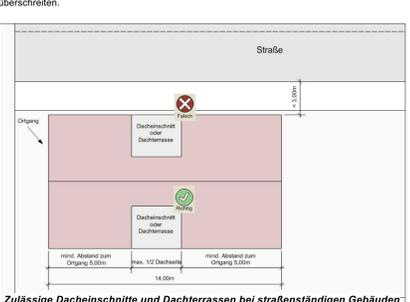 überschreiten.
Straße
< 3,00m
Falsch
Ortgang
Dacheinschnitt
oder
Dachterrasse
Richtig
Dacheinschnitt
oder
Dachterrasse
mind. Abstand zum
Ortgang 5,00m
max. 1/2 Dachseite
mind. Abstand zum
Ortgang 5,00m
14,00m
Zulässige Dacheinschnitte und Dachterrassen bei straßenständigen Gebäuden